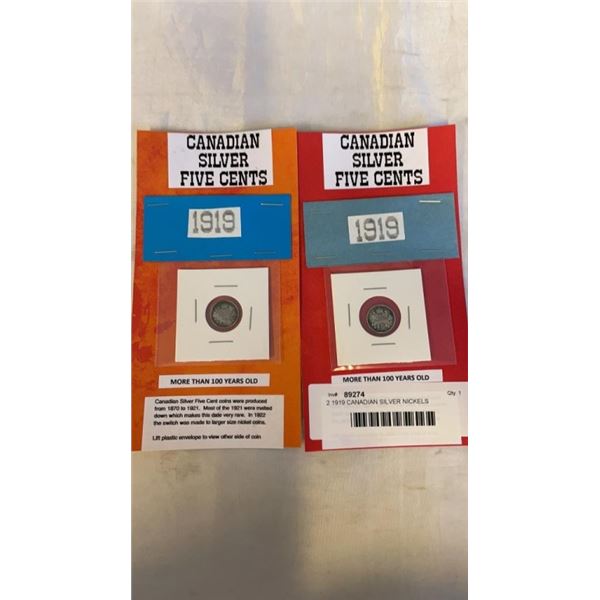 CANADIAN
SILVER
FIVE CENTS
1919
MORE THAN 100 YEARS OLD
Canadian Silver Five Cent coins were produced
from 1870 to 1921. Most of the 1921 were melted
down which makes this date very rare. In 1922
the switch was made to larger size nickel coins.
Lift plastic envelope to view other side of coin
CANADIAN
SILVER
FIVE CENTS
1919
MORE THAN 100 YEARS OLD
Inv# 89274 Qty: 1
2 1919 CANADIAN SILVER NICKELS